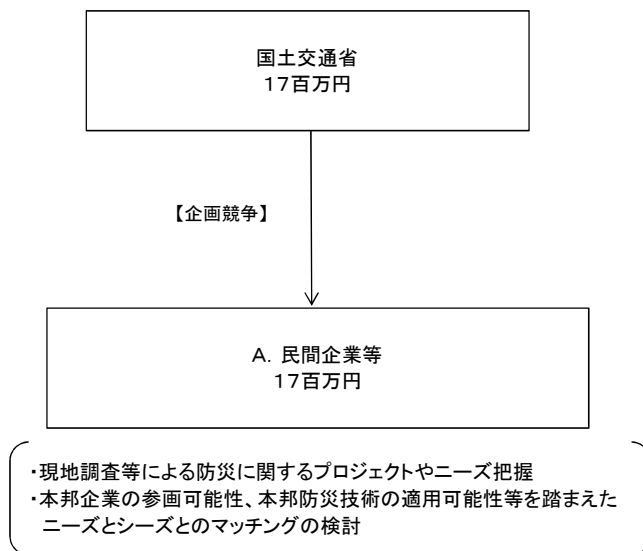 国土交通省
17百万円
【企画競争】
A．民間企業等
17百万円
・現地調査等による防災に関するプロジェクトやニーズ把握
・本邦企業の参画可能性、本邦防災技術の適用可能性等を踏まえた
ニーズとシーズとのマッチングの検討